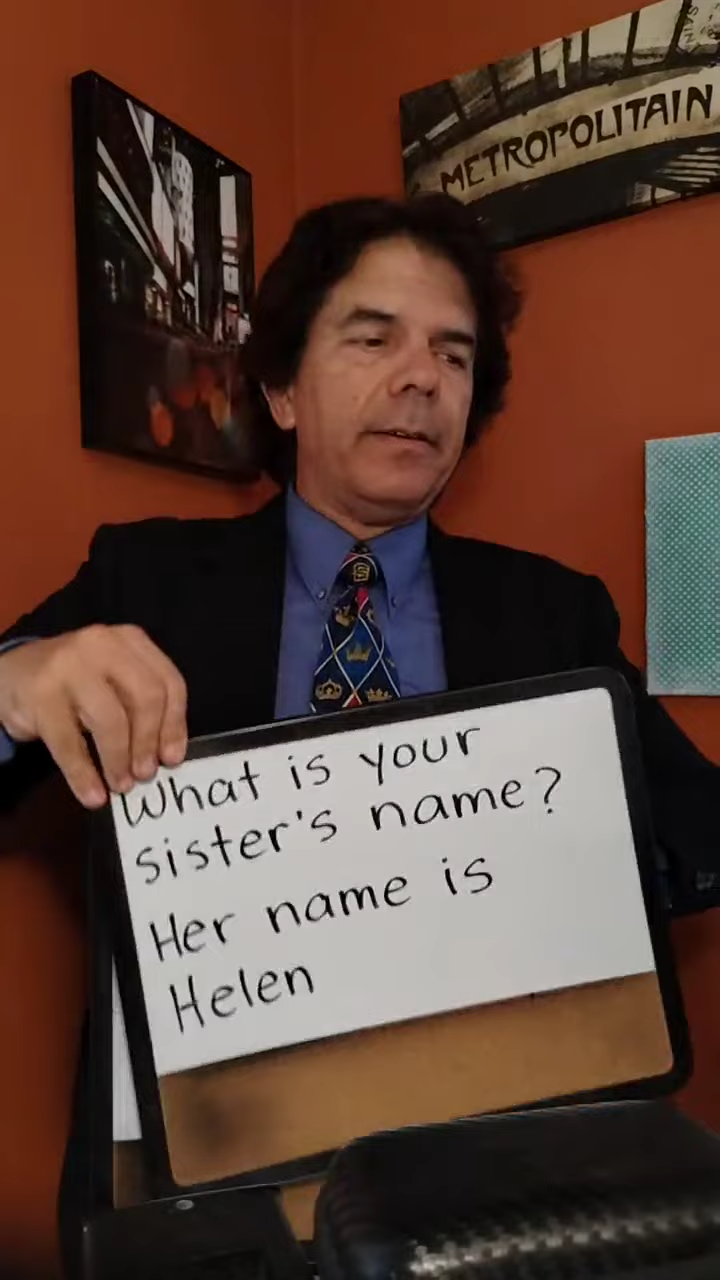 METROPOLITAIN
What is your
sister's name?
Her name is
Helen